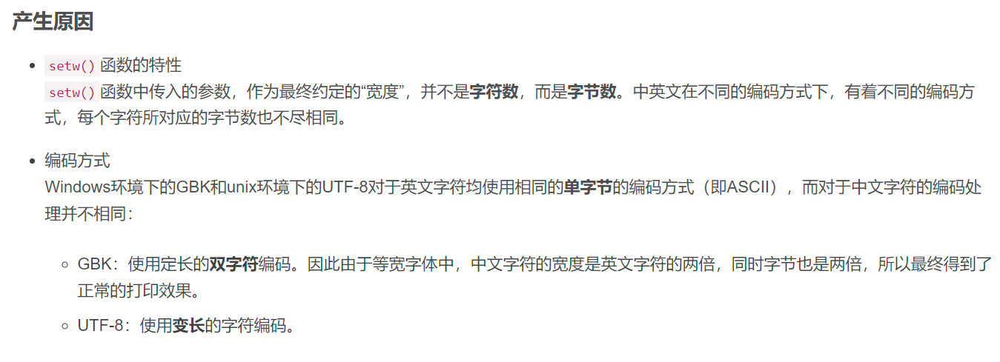 产生原因
setw()函数的特性
setw()函数中传入的参数，作为最终约定的“宽度”，并不是字符数，而是字节数。中英文在不同的编码方式下，有着不同的编码方
式，每个字符所对应的字节数也不尽相同。
编码方式
Windows环境下的GBK和unix环境下的UTF-8对于英文字符均使用相同的单字节的编码方式（即ASCII），而对于中文字符的编码处
理并不相同：
GBK：使用定长的双字符编码。因此由于等宽字体中，中文字符的宽度是英文字符的两倍，同时字节也是两倍，所以最终得到了
正常的打印效果。
UTF-8：使用变长的字符编码。